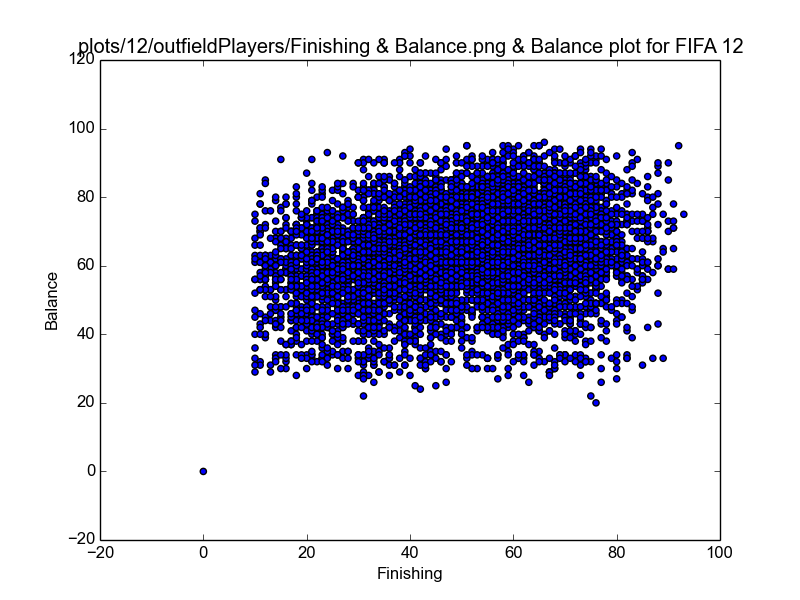 plots/12/outfieldPlayers/Finishing & Balance.png & Balance plot for FIFA 12
120
100
80
60
40
20
0
−20
Balance
−20 0 20 40 60 80 100
Finishing